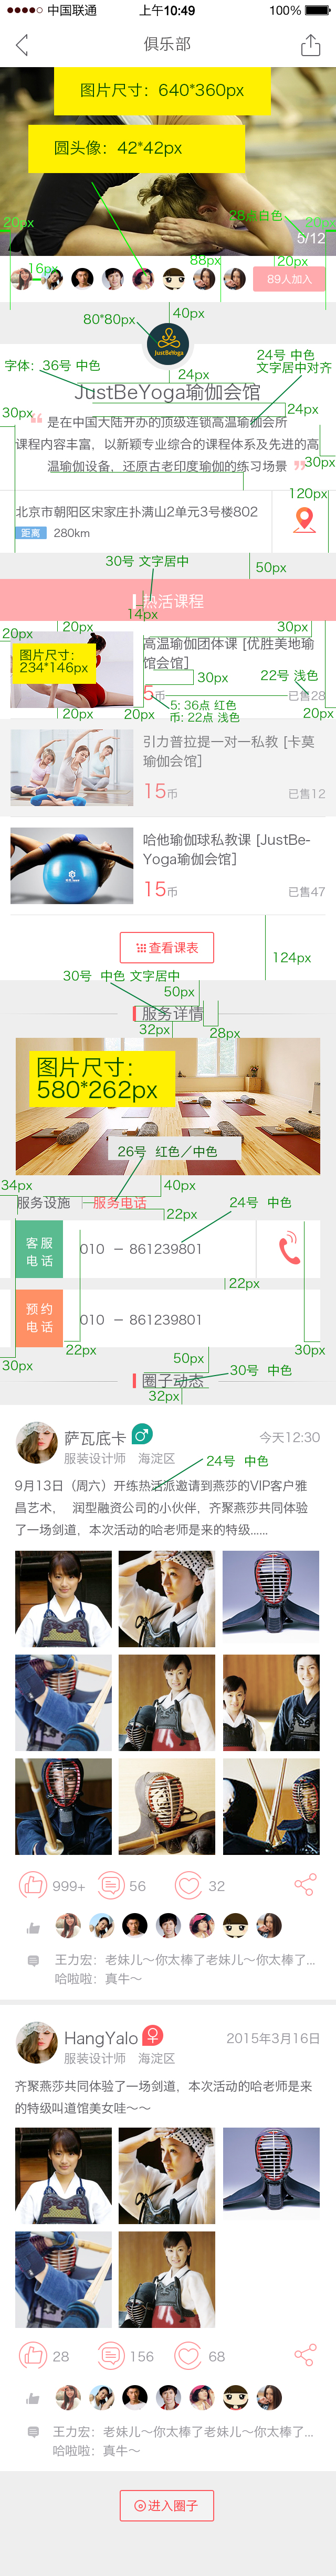 中国联通 上午10:49 100%
俱乐部
图片尺寸：640*360px
圆头像：42*42px
28点白色
20px 20px
5/12
88px 20px
16px
89人加入
40px
80*80px
JustBeYoga
24号 中色
字体：36号 中色
文字居中对齐
24px
JustBeYoga瑜伽会馆
24px
30px
是在中国大陆开办的顶级连锁高温瑜伽会所
课程内容丰富，以新颖专业综合的课程体系及先进的高
温瑜伽设备，还原古老印度瑜伽的练习场景
30px
120px
北京市朝阳区宋家庄扑满山2单元3号楼802
距离 280km
30号 文字居中
50px
热活课程
14px
20px 20px 30px
高温瑜伽团体课 [优胜美地瑜
伽会馆]
图片尺寸：
234*146px
30px
22号 浅色
5币
已售28
5: 36点 红色
币: 22点 浅色
20px 20px 20px
引力普拉提一对一私教 [卡莫
瑜伽会馆]
15币 已售12
哈他瑜伽球私教课 [JustBe-
Yoga瑜伽会馆]
15币 已售47
查看课表
124px
30号 中色 文字居中
50px
服务详情
32px 28px
图片尺寸：
580*262px
26号 红色／中色
34px 40px
服务设施 服务电话
24号 中色
22px
客服
电话
010 － 861239801
22px
预约
电话
010 － 861239801
22px 30px
30px 50px
圈子动态
30号 中色
32px
萨瓦底卡 今天12:30
服装设计师 海淀区
24号 中色
9月13日（周六）开练热活派邀请到燕莎的VIP客户雅
昌艺术， 润型融资公司的小伙伴，齐聚燕莎共同体验
了一场剑道，本次活动的哈老师是来的特级......
999+ 56 32
王力宏：老妹儿～你太棒了老妹儿～你太棒了...
哈啦啦：真牛～
HangYalo 2015年3月16日
服装设计师 海淀区
齐聚燕莎共同体验了一场剑道，本次活动的哈老师是来
的特级叫道馆美女哇～～
28 156 68
王力宏：老妹儿～你太棒了老妹儿～你太棒了...
哈啦啦：真牛～
进入圈子